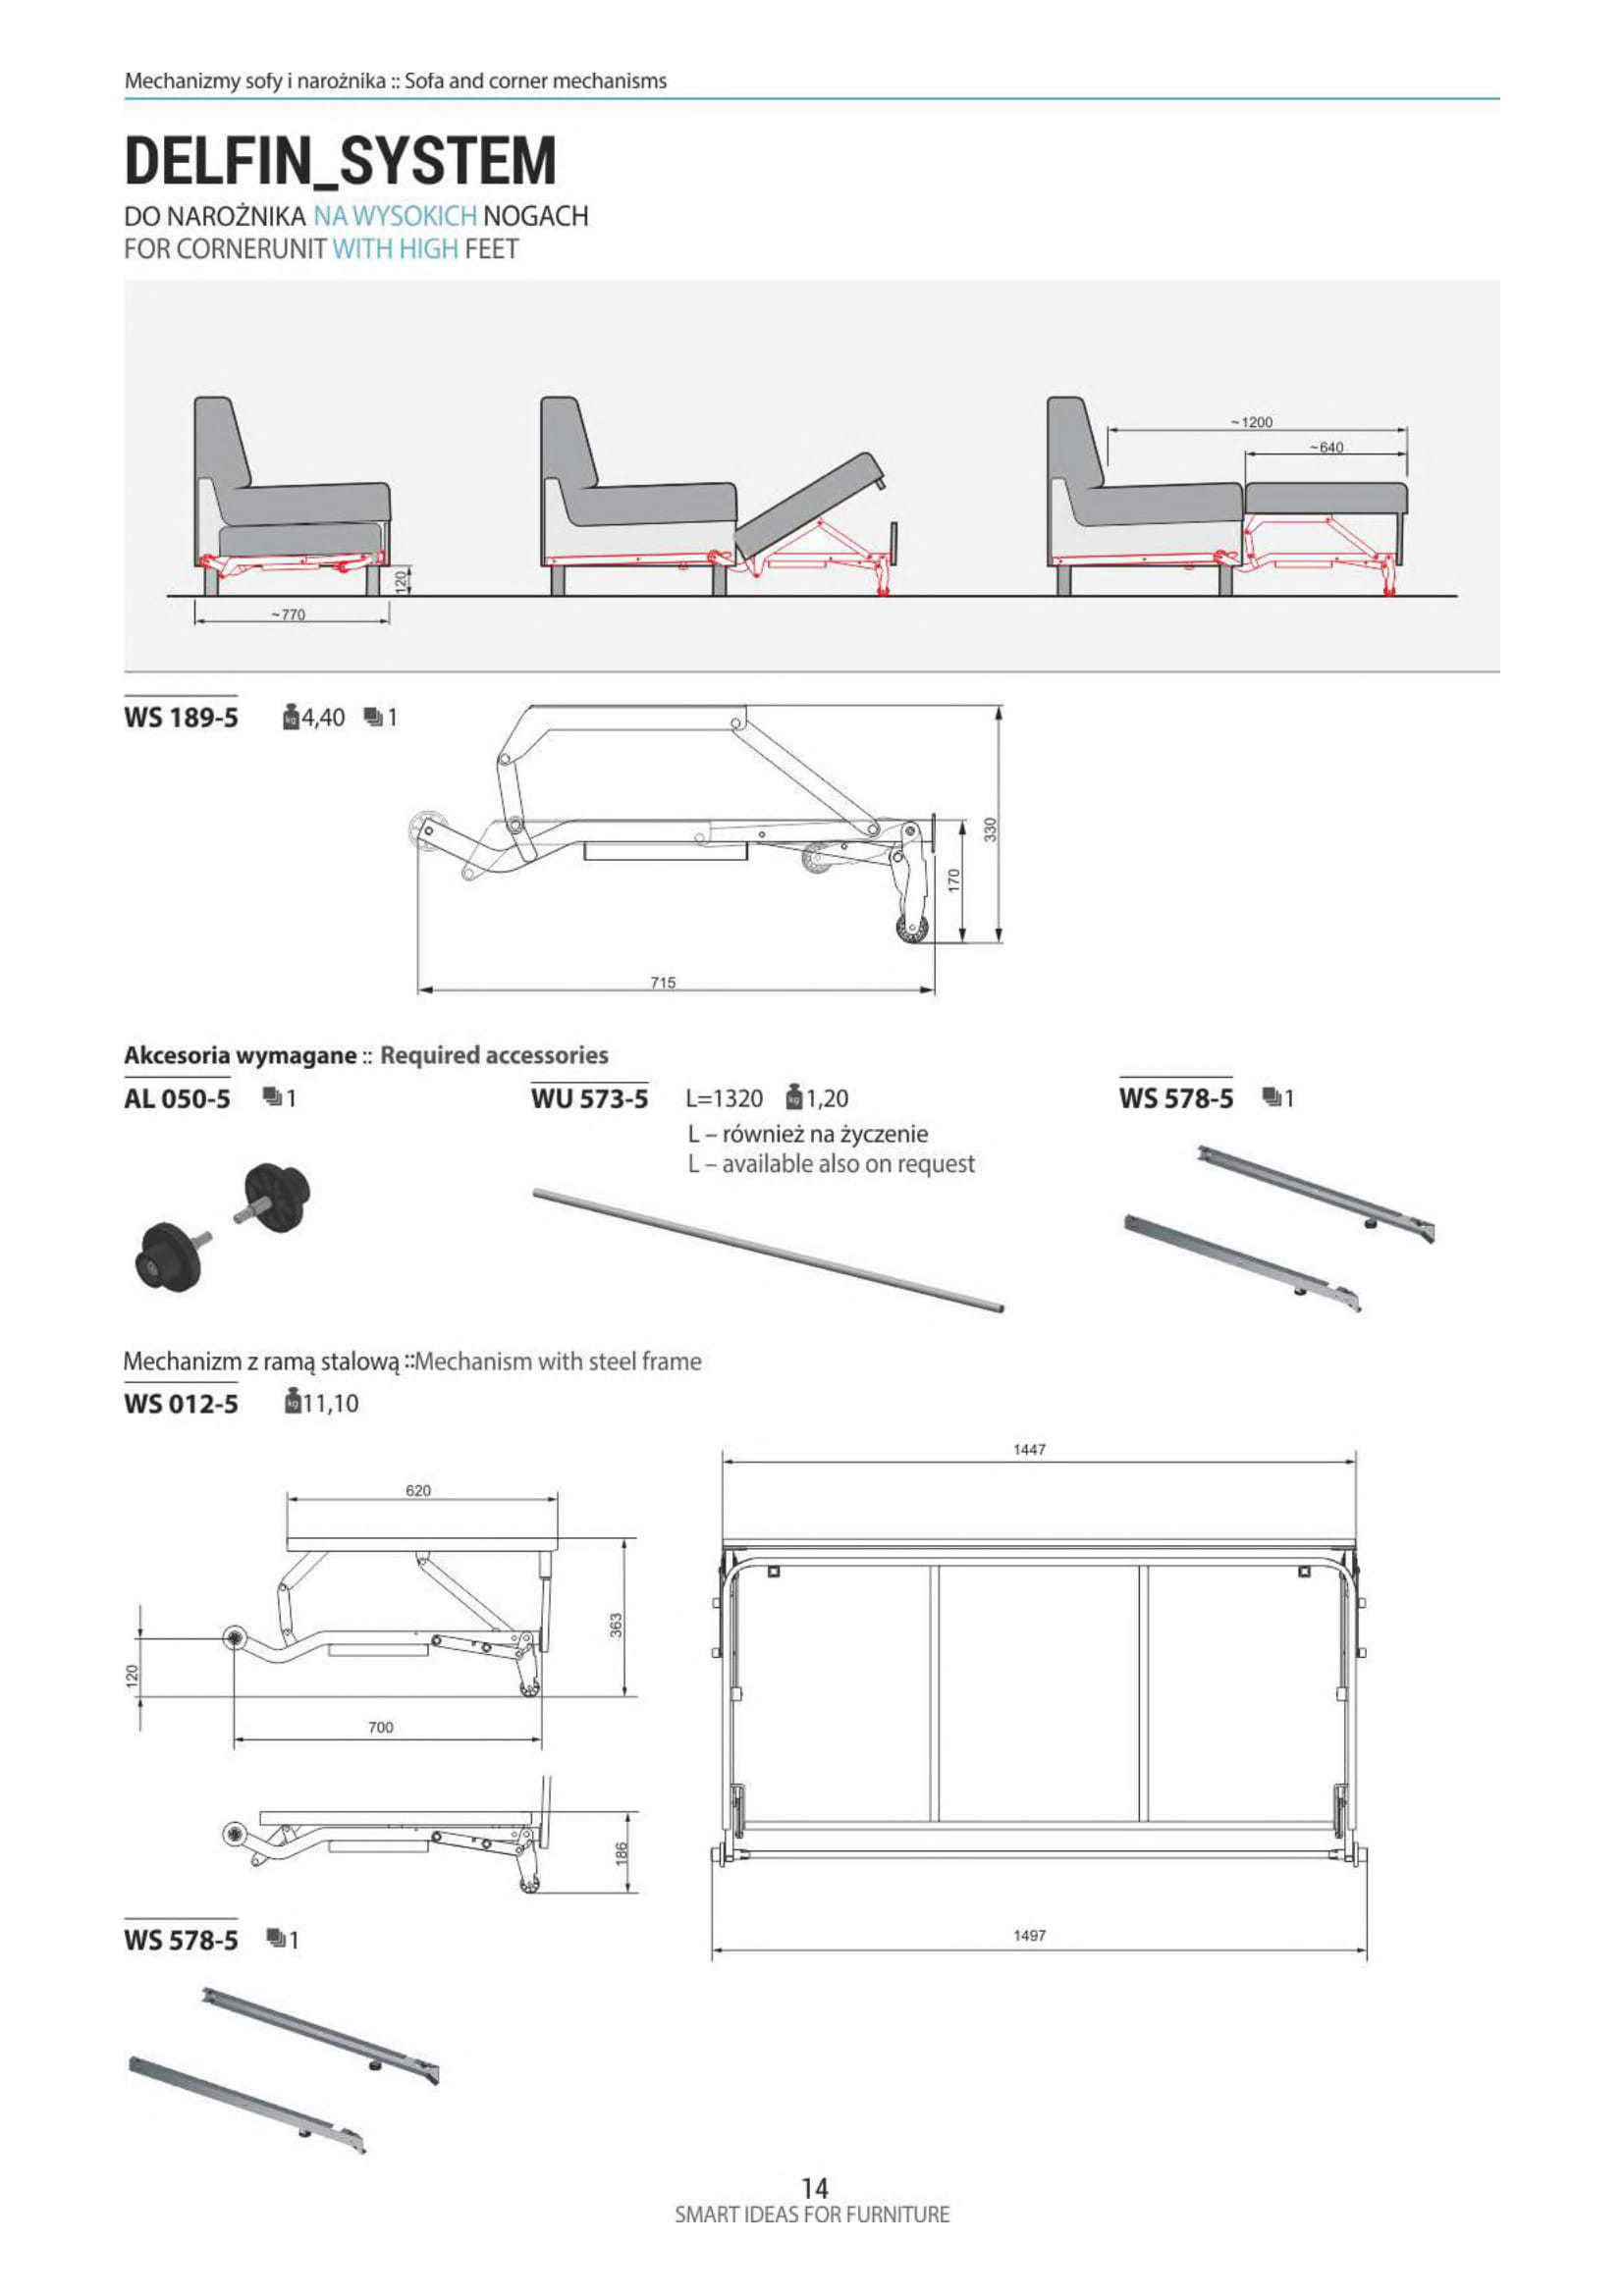 Mechanizmy sofy i narożnika :: Sofa and corner mechanisms
DELFIN_SYSTEM
DO NAROŻNIKA NA WYSOKICH NOGACH
FOR CORNERUNIT WITH HIGH FEET
~1200
~640
120
~770
WS 189-5 kg 4,40 1
330
170
715
Akcesoria wymagane :: Required accessories
AL 050-5 1
WU 573-5 L=1320 kg 1,20
L – również na życzenie
L – available also on request
WS 578-5 1
Mechanizm z ramą stalową ::Mechanism with steel frame
WS 012-5 kg 11,10
1447
620
363
120
700
186
1497
WS 578-5 1
14
SMART IDEAS FOR FURNITURE